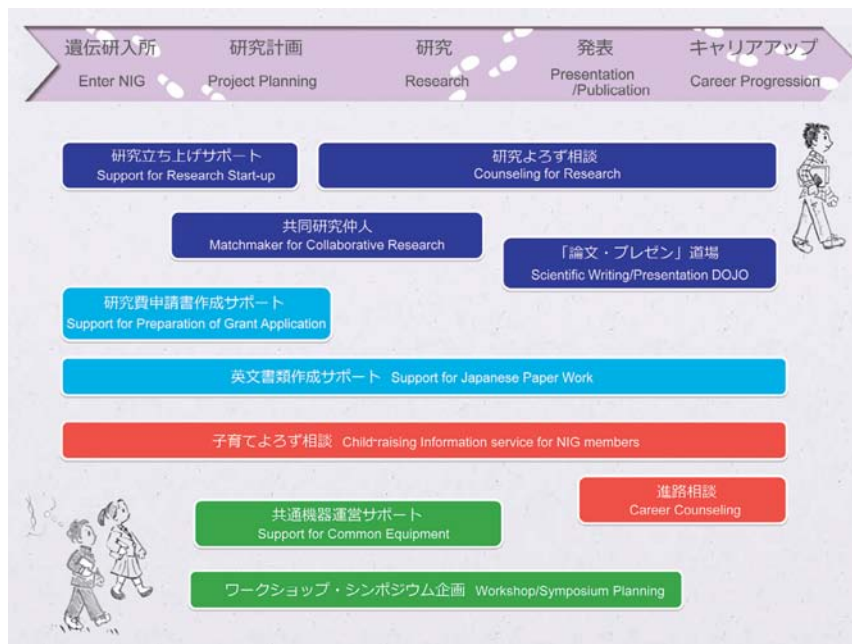 遺伝研入所
Enter NIG
研究計画
Project Planning
研究
Research
発表
Presentation
/Publication
キャリアアップ
Career Progression
研究立ち上げサポート
Support for Research Start-up
研究よろず相談
Counseling for Research
共同研究仲人
Matchmaker for Collaborative Research
「論文・プレゼン」道場
Scientific Writing/Presentation DOJO
研究費申請書作成サポート
Support for Preparation of Grant Application
英文書類作成サポート Support for Japanese Paper Work
子育てよろず相談 Child-raising Information service for NIG members
進路相談
Career Counseling
共通機器運営サポート
Support for Common Equipment
ワークショップ・シンポジウム企画 Workshop/Symposium Planning